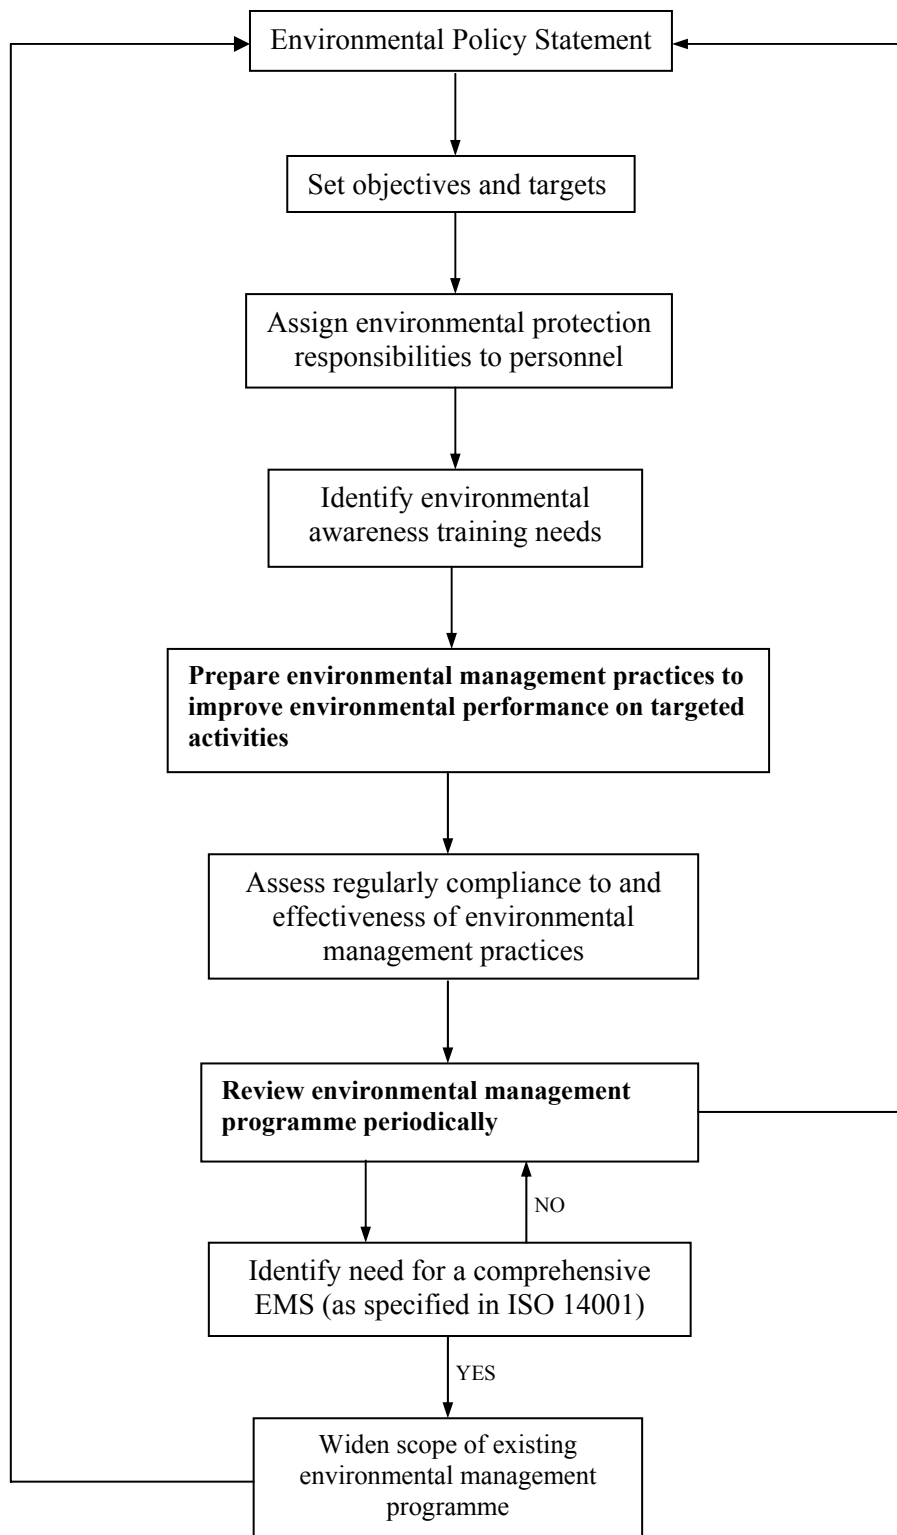 Environmental Policy Statement
Set objectives and targets
Assign environmental protection
responsibilities to personnel
Identify environmental
awareness training needs
Prepare environmental management practices to
improve environmental performance on targeted
activities
Assess regularly compliance to and
effectiveness of environmental
management practices
Review environmental management
programme periodically
NO
Identify need for a comprehensive
EMS (as specified in ISO 14001)
YES
Widen scope of existing
environmental management
programme